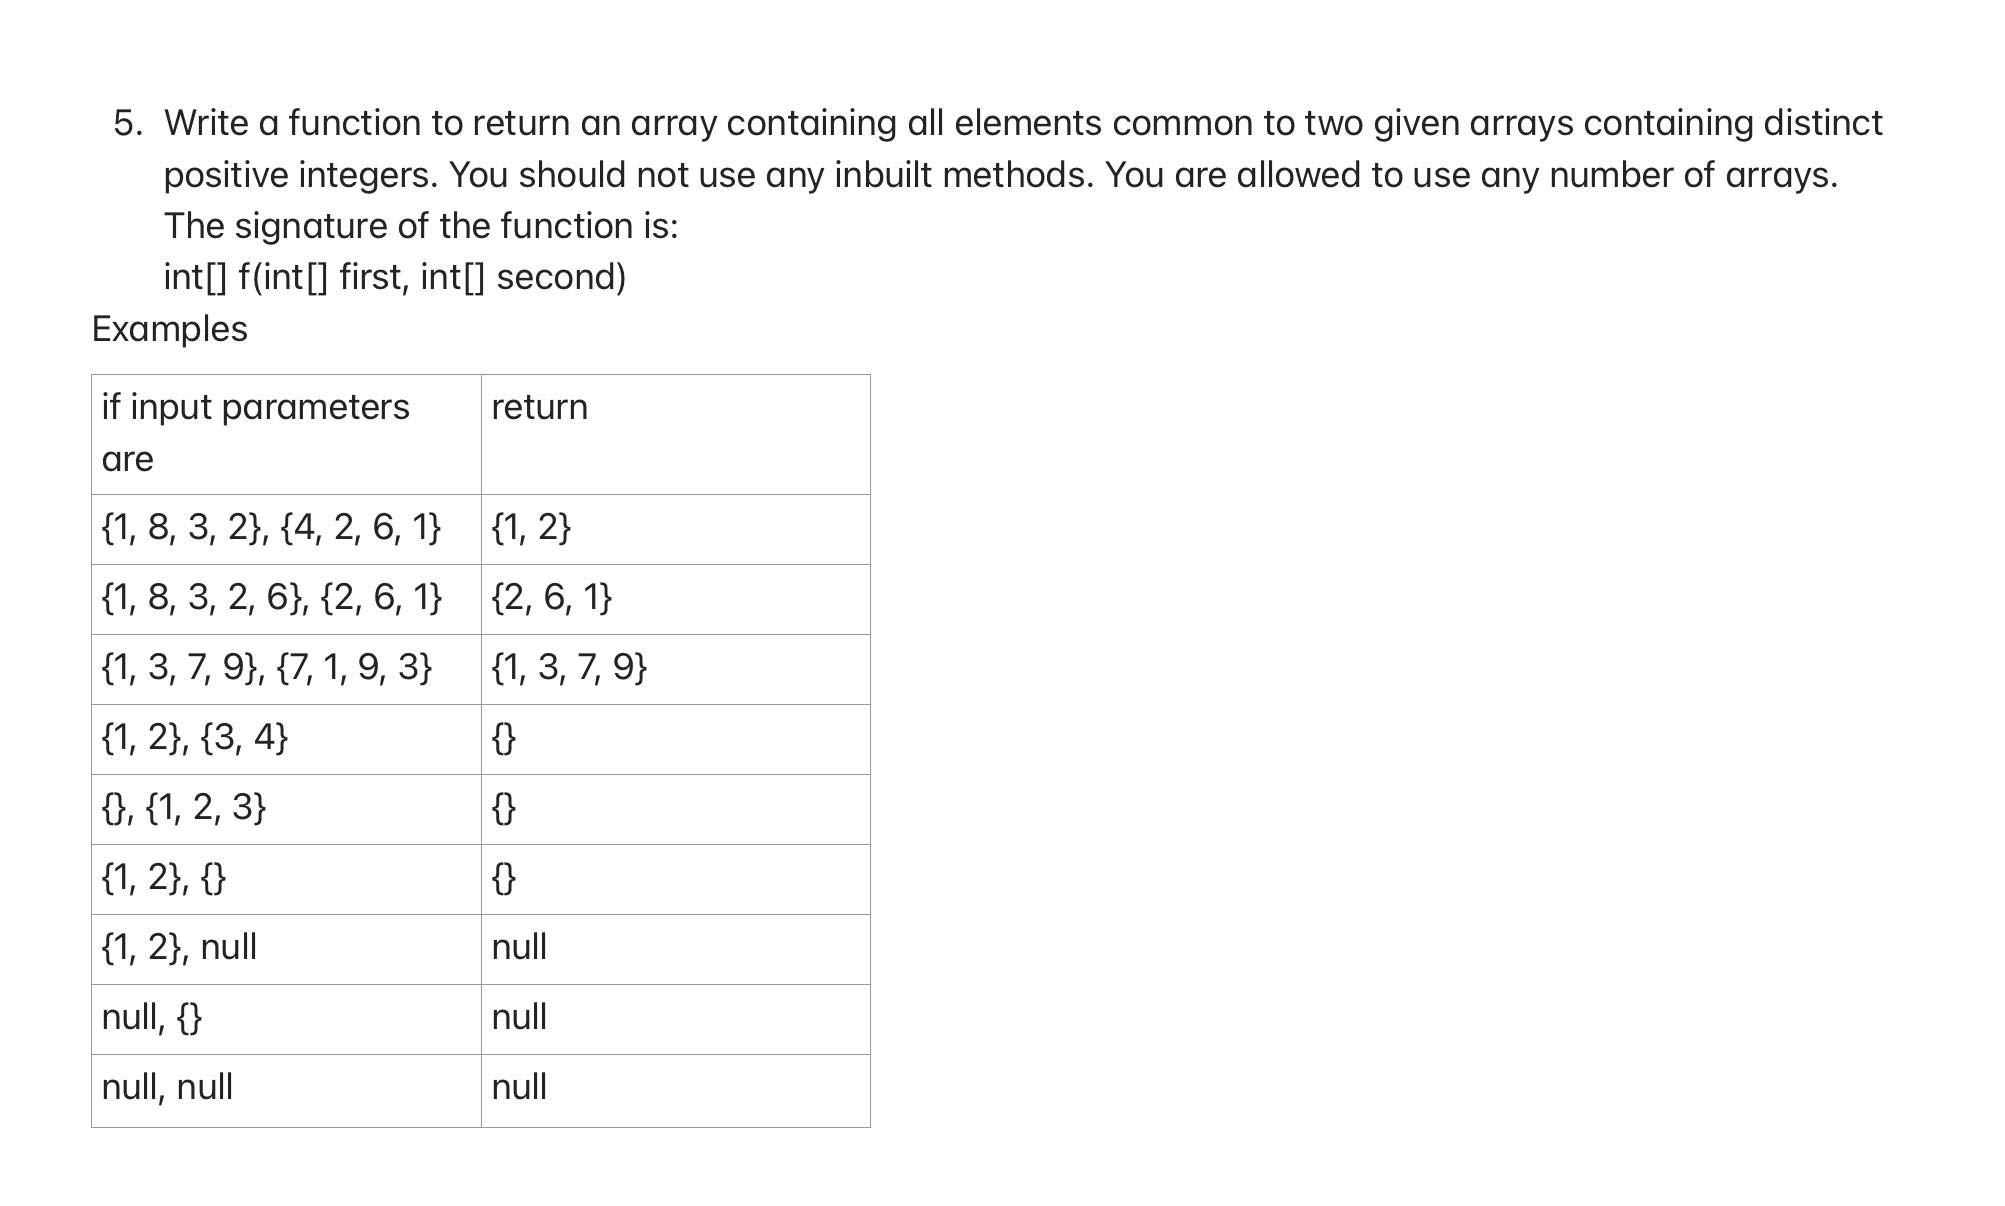 5. Write a function to return an array containing all elements common to two given arrays containing distinct
positive integers. You should not use any inbuilt methods. You are allowed to use any number of arrays.
The signature of the function is:
int[] f(int[] first, int[] second)
Examples
if input parameters are return
{1, 8, 3, 2}, {4, 2, 6, 1} {1, 2}
{1, 8, 3, 2, 6}, {2, 6, 1} {2, 6, 1}
{1, 3, 7, 9}, {7, 1, 9, 3} {1, 3, 7, 9}
{1, 2}, {3, 4} {}
{}, {1, 2, 3} {}
{1, 2}, {} {}
{1, 2}, null null
null, {} null
null, null null